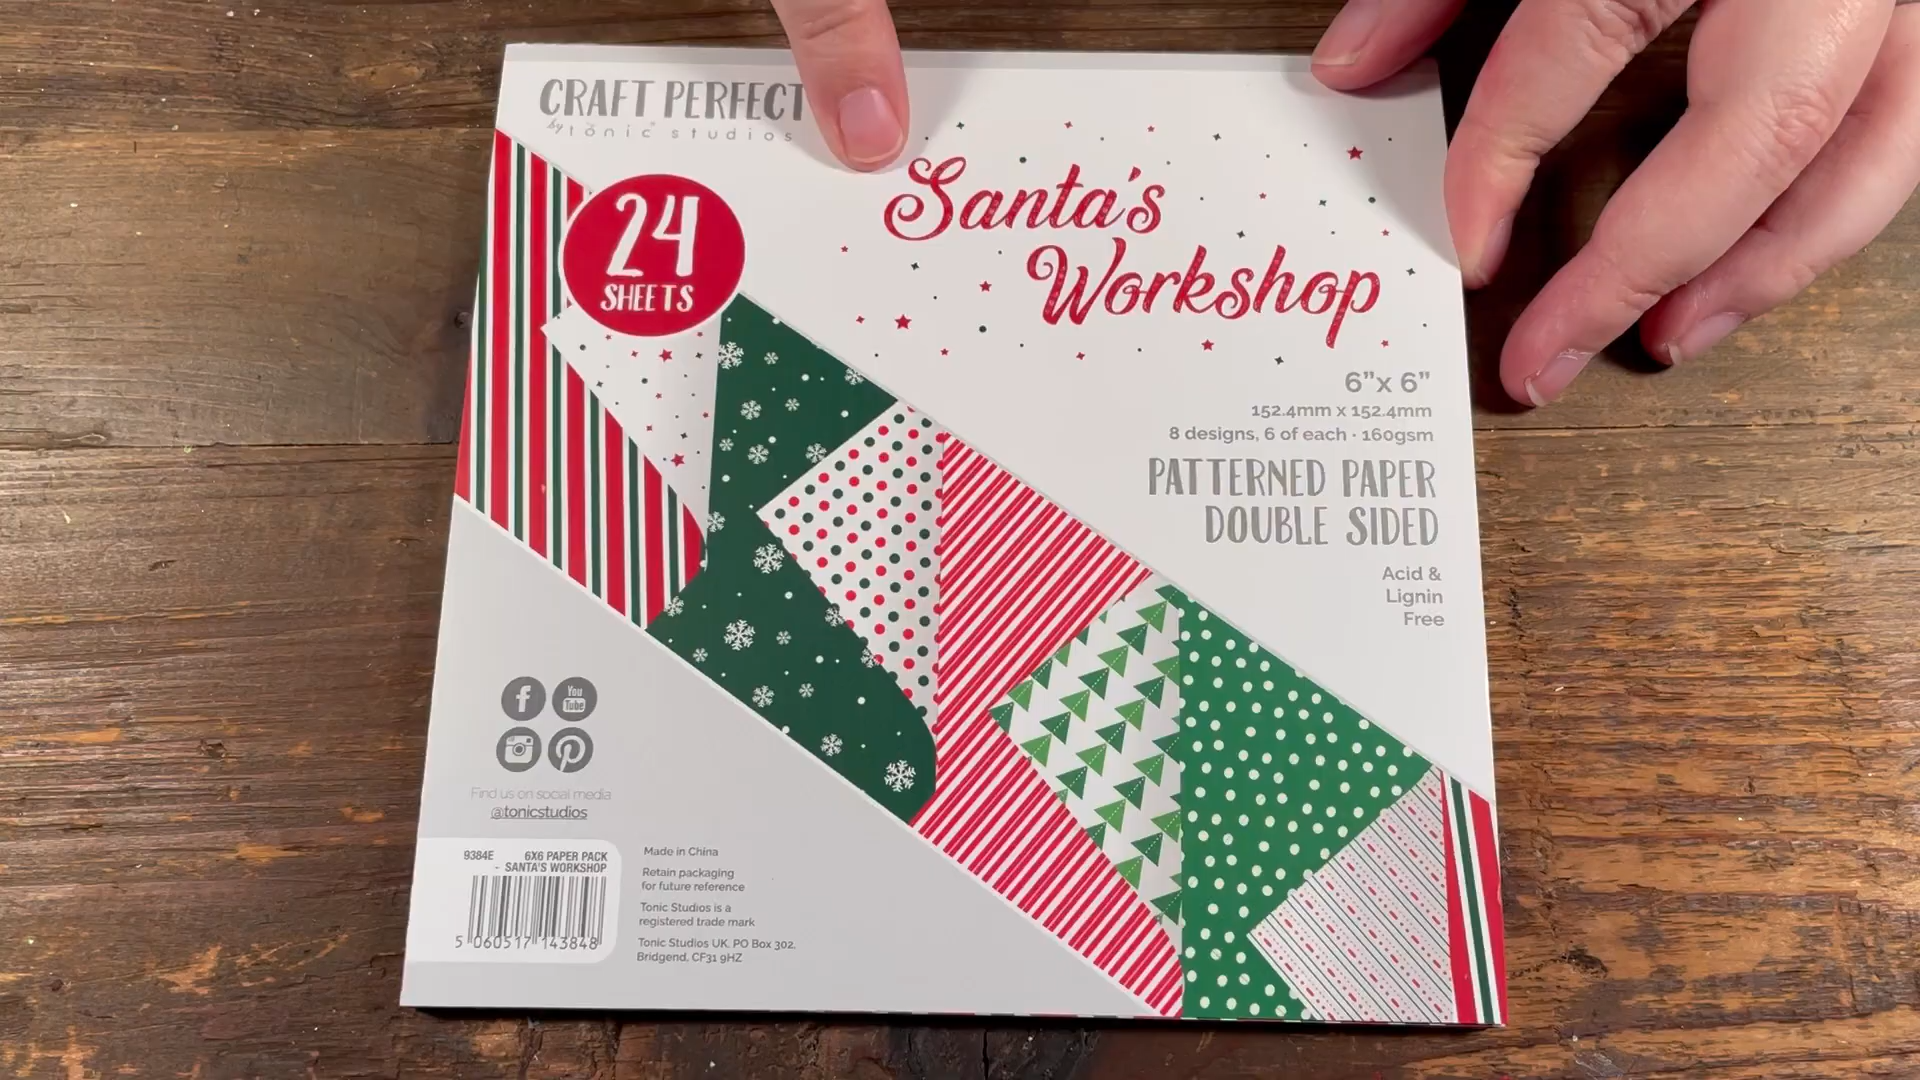 CRAFT PERFECT
by tonic studios
24
SHEETS
Santa's
Workshop
6”x 6”
152.4mm x 152.4mm
8 designs, 6 of each · 160gsm
PATTERNED PAPER
DOUBLE SIDED
Acid &
Lignin
Free
f
You
Tube
Find us on social media
@tonicstudios
9384E 6X6 PAPER PACK
- SANTA'S WORKSHOP
5 060517 143848
Made in China
Retain packaging
for future reference
Tonic Studios is a
registered trade mark
Tonic Studios UK, PO Box 302,
Bridgend, CF31 9HZ